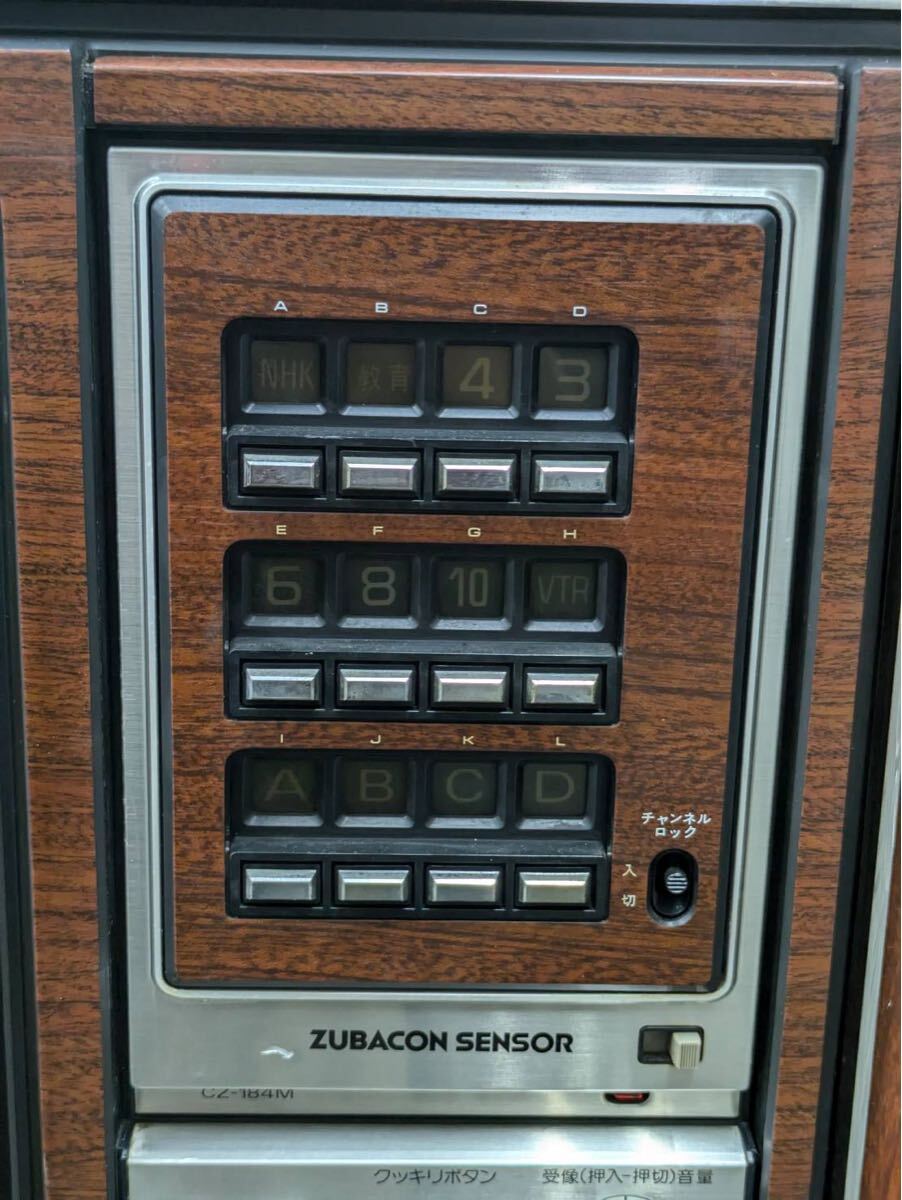 A B C D
NHK 教育 4 3
E F G H
6 8 10 VTR
I J K L
A B C D
チャンネル
ロック
入
切
ZUBACON SENSOR
CZ-184M
クッキリボタン 受像(押入-押切)音量